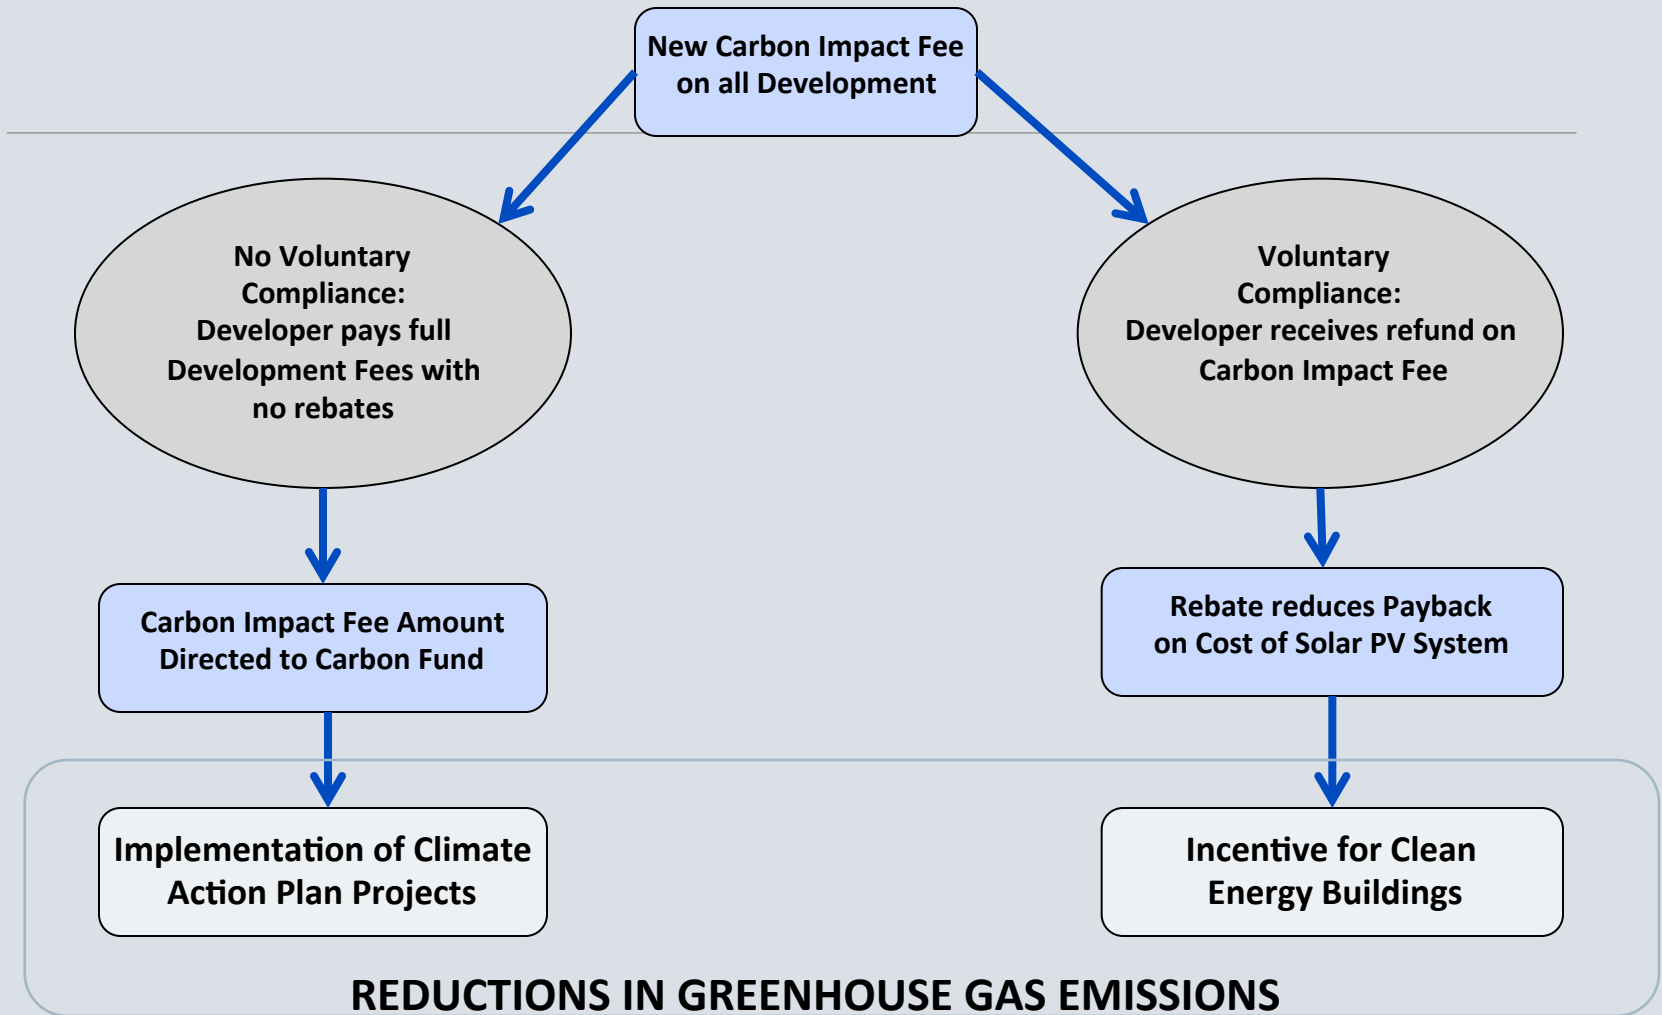 New Carbon Impact Fee
on all Development
No Voluntary
Compliance:
Developer pays full
Development Fees with
no rebates
Voluntary
Compliance:
Developer receives refund on
Carbon Impact Fee
Carbon Impact Fee Amount
Directed to Carbon Fund
Rebate reduces Payback
on Cost of Solar PV System
Implementation of Climate
Action Plan Projects
Incentive for Clean
Energy Buildings
REDUCTIONS IN GREENHOUSE GAS EMISSIONS